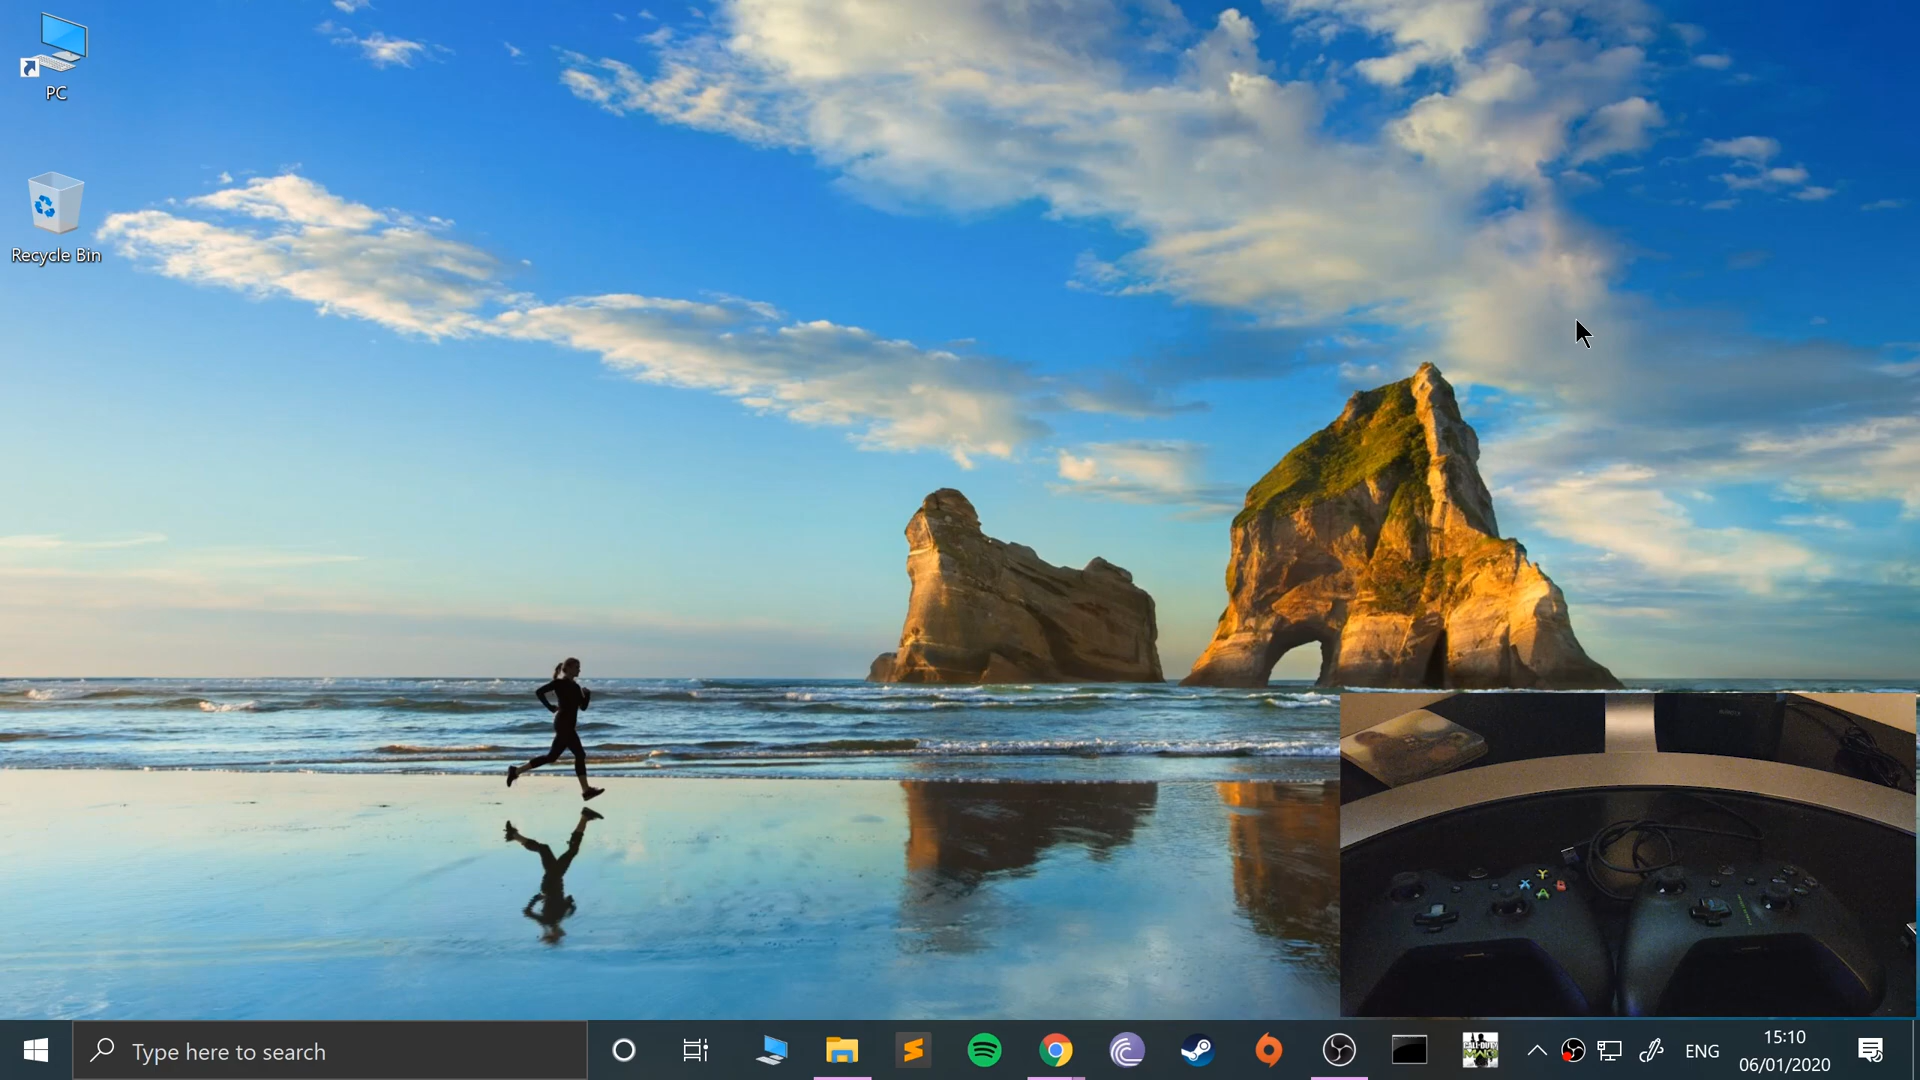 PC
Recycle Bin
Type here to search
ENG
15:10
06/01/2020